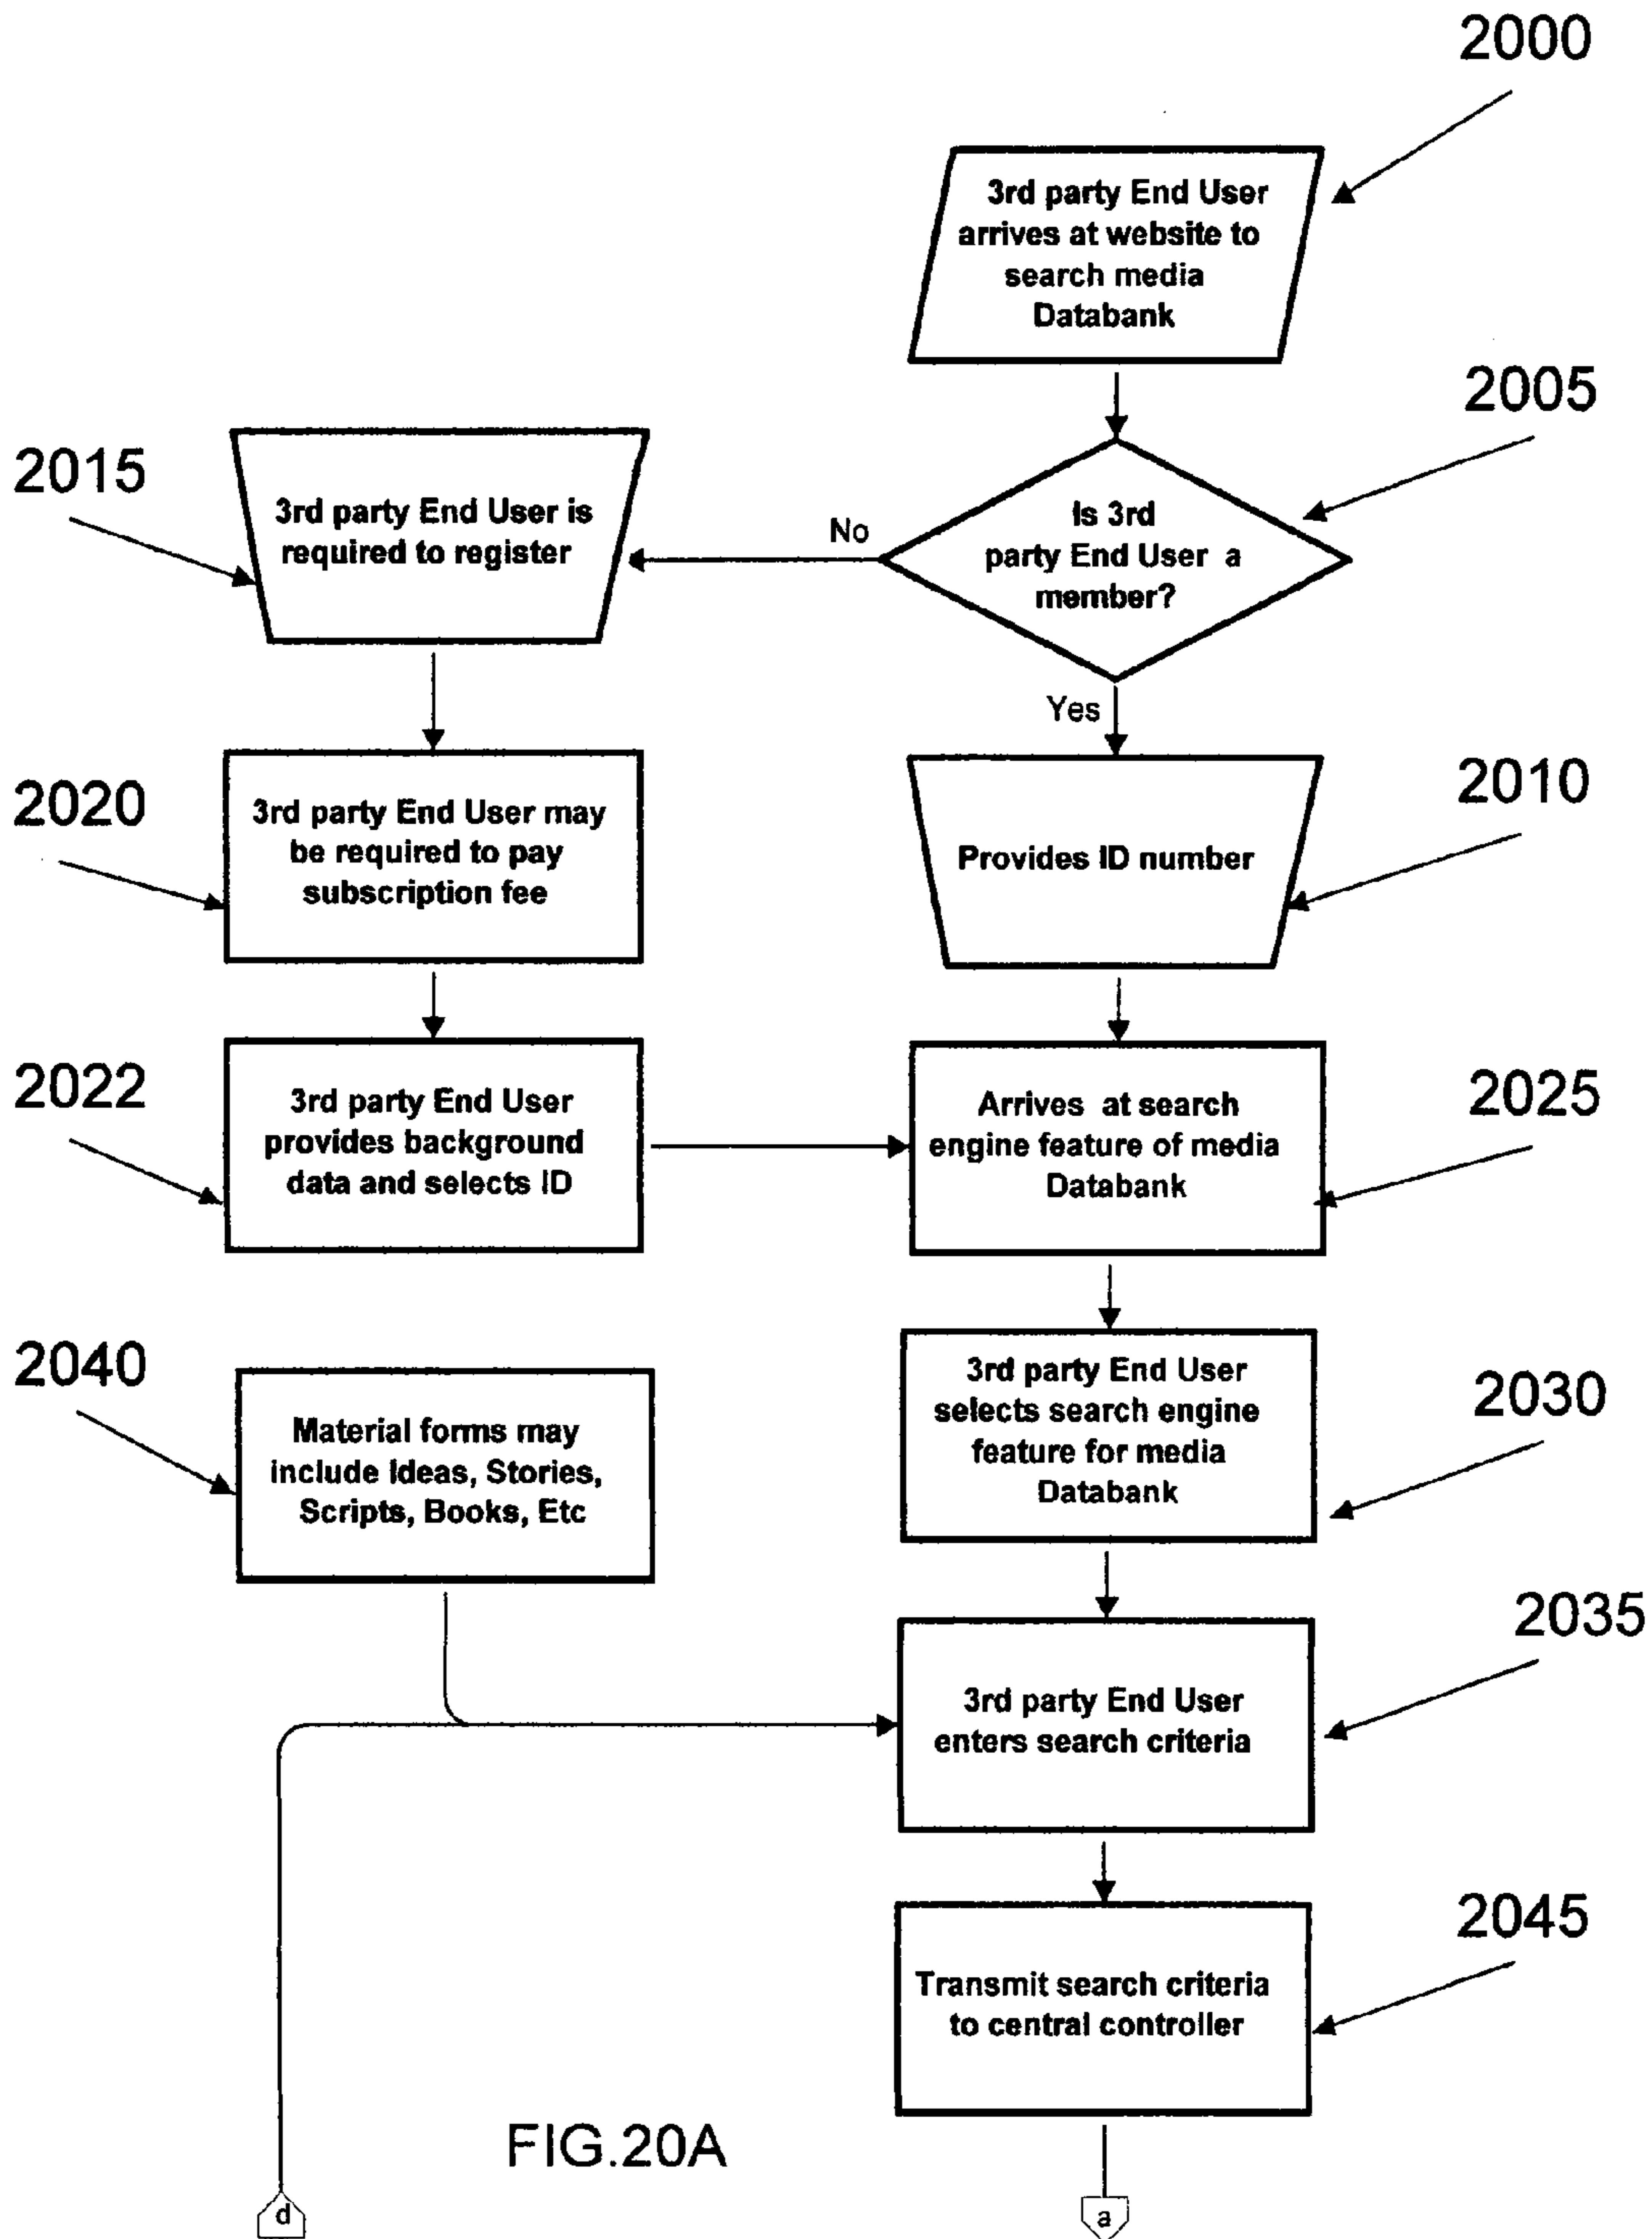 2000
3rd party End User
arrives at website to
search media
Databank
2005
Is 3rd
party End User a
member?
No
Yes
2015
3rd party End User is
required to register
2010
Provides ID number
2020
3rd party End User may
be required to pay
subscription fee
2022
3rd party End User
provides background
data and selects ID
2025
Arrives at search
engine feature of media
Databank
2030
3rd party End User
selects search engine
feature for media
Databank
2040
Material forms may
include Ideas, Stories,
Scripts, Books, Etc
2035
3rd party End User
enters search criteria
2045
Transmit search criteria
to central controller
FIG.20A
d
a